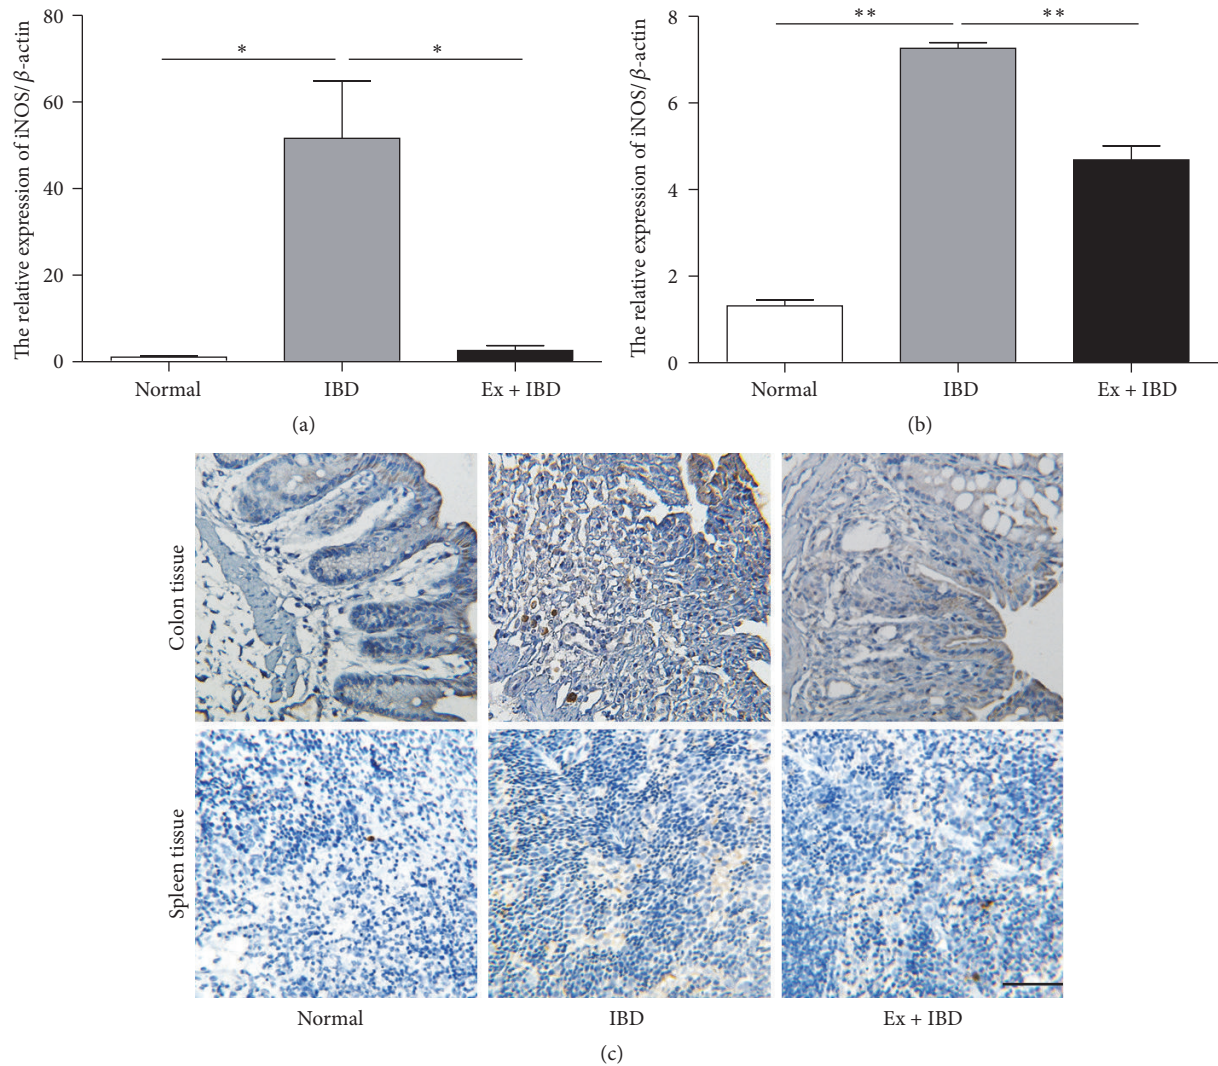 The relative expression of iNOS/β-actin
80
60
40
20
0
*
*
Normal
IBD
Ex + IBD
(a)
The relative expression of iNOS/β-actin
8
6
4
2
0
**
**
Normal
IBD
Ex + IBD
(b)
Colon tissue
Spleen tissue
Normal
IBD
Ex + IBD
(c)